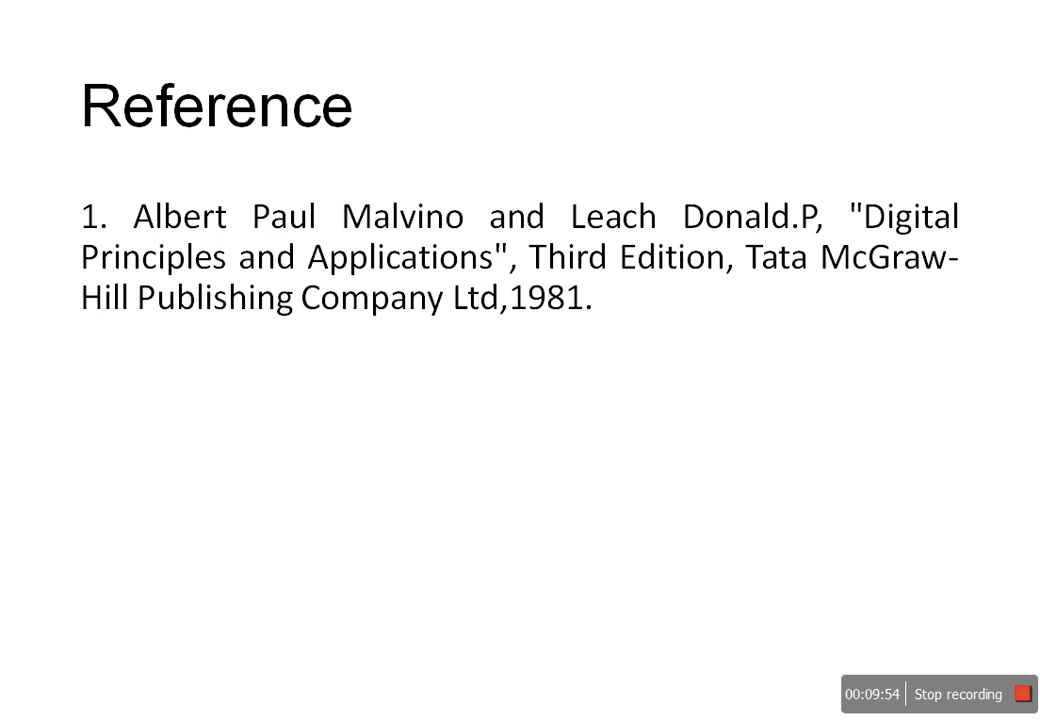 Reference
1. Albert Paul Malvino and Leach Donald.P, "Digital
Principles and Applications", Third Edition, Tata McGraw-
Hill Publishing Company Ltd,1981.
00:09:54 Stop recording